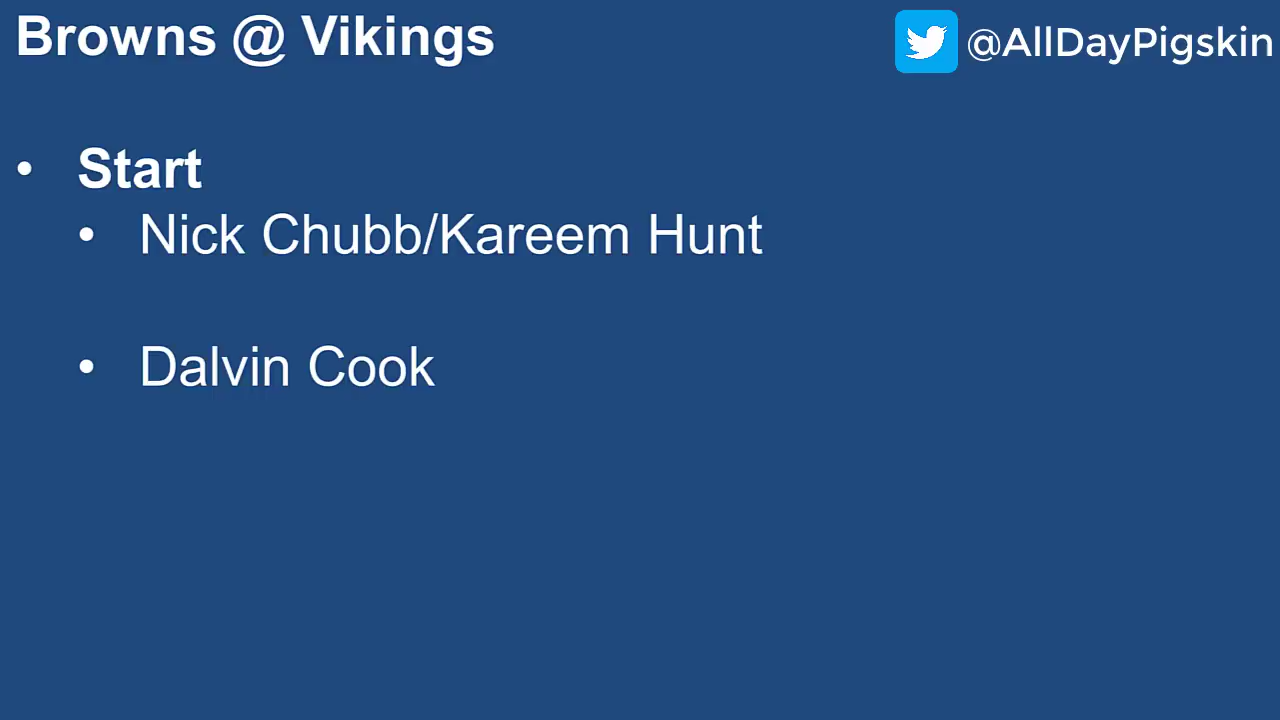 Browns @ Vikings
@AllDayPigskin
• Start
• Nick Chubb/Kareem Hunt
• Dalvin Cook